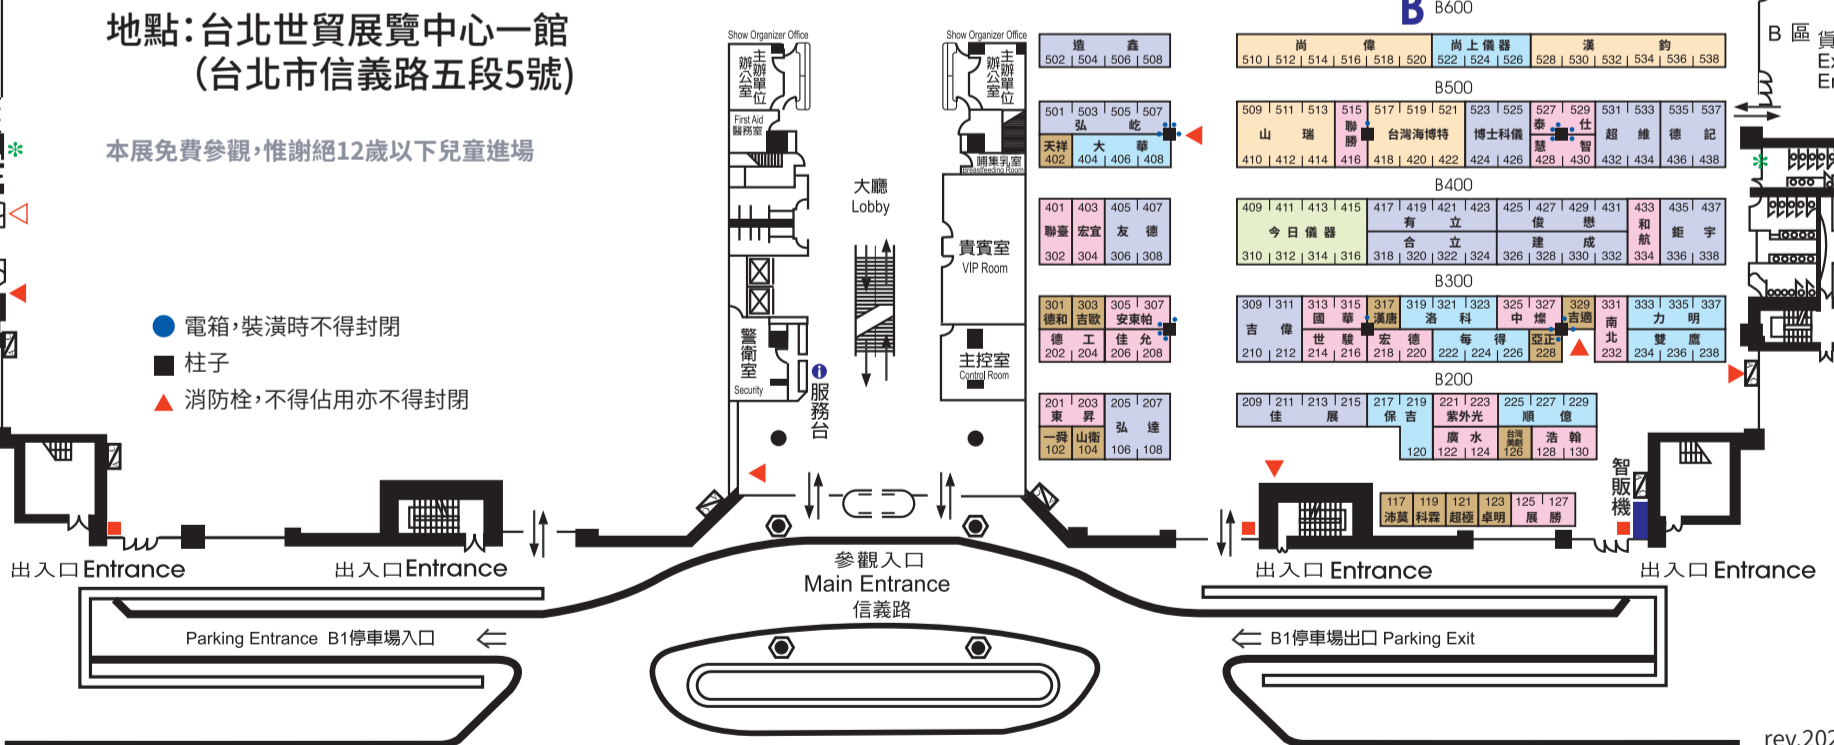 地點：台北世貿展覽中心一館
（台北市信義路五段5號）
本展免費參觀，惟謝絕12歲以下兒童進場
電箱，裝潢時不得封閉
柱子
消防栓，不得佔用亦不得封閉
Show Organizer Office
主辦單位
辦公室
First Aid
醫務室
警衛室
Security
i
服務台
大廳
Lobby
Show Organizer Office
主辦單位
辦公室
哺集乳室
Breastfeeding Room
貴賓室
VIP Room
主控室
Control Room
B
B600
造 鑫
502 504 506 508
尚 偉
510 512 514 516 518 520
尚上儀器
522 524 526
漢 鈞
528 530 532 534 536 538
B500
501 503 505 507
弘 屹
天祥
402
大 華
404 406 408
509 511 513
山 瑞
410 412 414
515
聯勝
416
517 519 521
台灣海博特
418 420 422
523 525
博士科儀
424 426
527 529
泰 仕
慧 智
428 430
531 533
超 維
432 434
535 537
德 記
436 438
B400
401
聯臺
302
403
宏宜
304
405 407
友 德
306 308
409 411 413 415
今日儀器
310 312 314 316
417 419 421 423
有 立
合 立
318 320 322 324
425 427 429 431
俊 懋
建 成
326 328 330 332
433
和航
334
435 437
鉅 宇
336 338
B300
301
德和
303
吉歐
305 307
安東帕
德 工
202 204
佳 允
206 208
309 311
吉 偉
210 212
313 315
國 華
世 駿
214 216
317
漢唐
319 321 323
洛 科
325 327
中 燦
329
吉適
宏 德
218 220
每 得
222 224 226
亞正
228
331
南北
232
333 335 337
力 明
雙 鷹
234 236 238
B200
201 203
東 昇
一舜
102
山衛
104
205 207
弘 達
106 108
209 211 213 215
佳 展
217 219
保 吉
120
221 223
紫外光
廣 水
122 124
225 227 229
順 億
台灣
美創
126
浩 翰
128 130
117
沛莫
119
科霖
121
超極
123
卓明
125 127
展 勝
智販機
B 區
貨
Ex
En
出入口 Entrance
出入口 Entrance
參觀入口
Main Entrance
信義路
出入口 Entrance
出入口 Entrance
Parking Entrance B1停車場入口
B1停車場出口 Parking Exit
rev.202